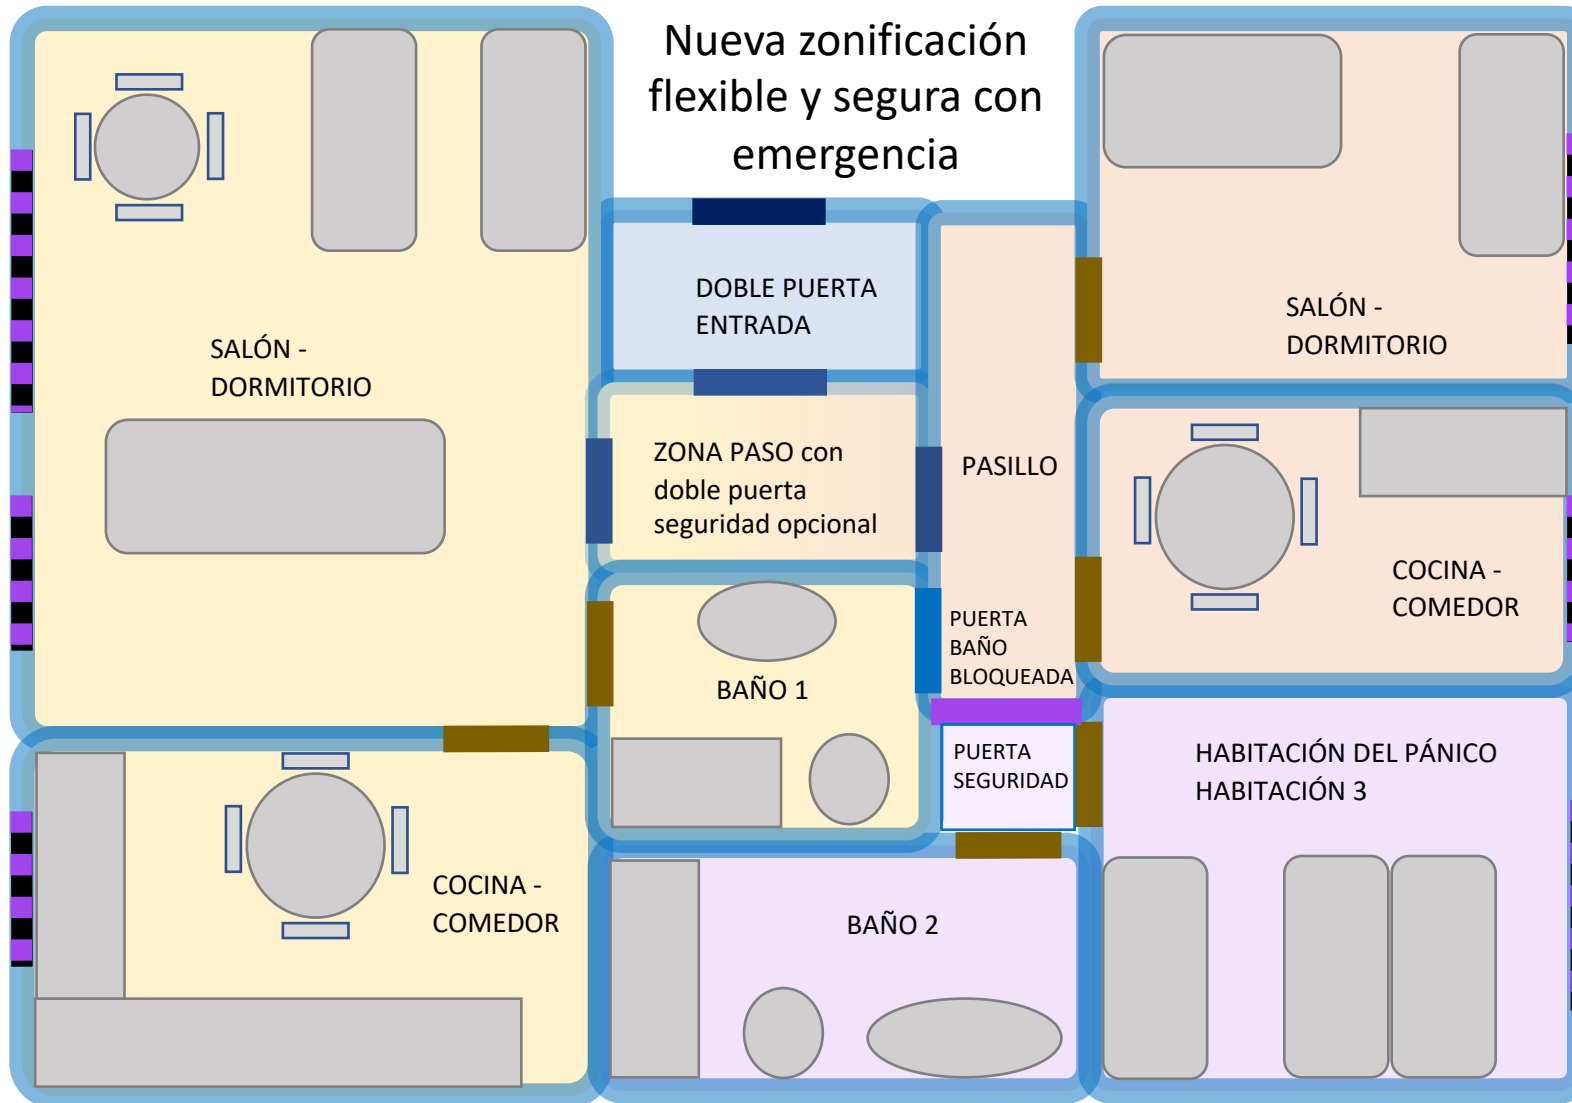 Nueva zonificación
flexible y segura con
emergencia
DOBLE PUERTA
ENTRADA
SALÓN -
DORMITORIO
SALÓN -
DORMITORIO
ZONA PASO con
doble puerta
seguridad opcional
PASILLO
COCINA -
COMEDOR
PUERTA
BAÑO
BLOQUEADA
BAÑO 1
PUERTA
SEGURIDAD
HABITACIÓN DEL PÁNICO
HABITACIÓN 3
COCINA -
COMEDOR
BAÑO 2